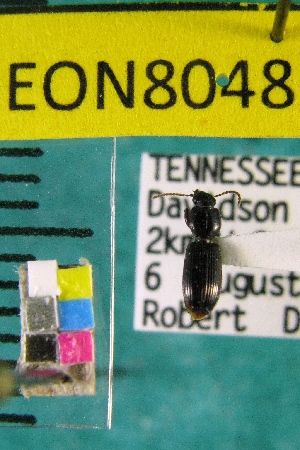 EON8048
TENNESSEE
Davidson
2km
6 August
Robert D